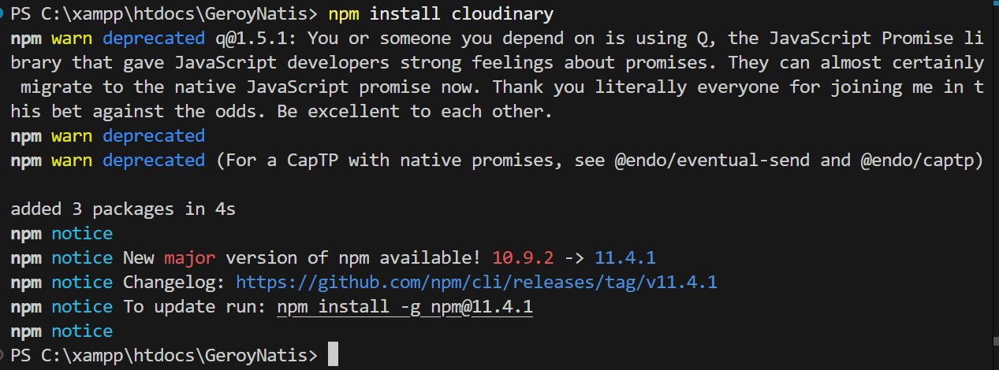 PS C:\xampp\htdocs\GeroyNatis> npm install cloudinary
npm warn deprecated q@1.5.1: You or someone you depend on is using Q, the JavaScript Promise li
brary that gave JavaScript developers strong feelings about promises. They can almost certainly
 migrate to the native JavaScript promise now. Thank you literally everyone for joining me in t
his bet against the odds. Be excellent to each other.
npm warn deprecated
npm warn deprecated (For a CapTP with native promises, see @endo/eventual-send and @endo/captp)
added 3 packages in 4s
npm notice
npm notice New major version of npm available! 10.9.2 -> 11.4.1
npm notice Changelog: https://github.com/npm/cli/releases/tag/v11.4.1
npm notice To update run: npm install -g npm@11.4.1
npm notice
PS C:\xampp\htdocs\GeroyNatis>